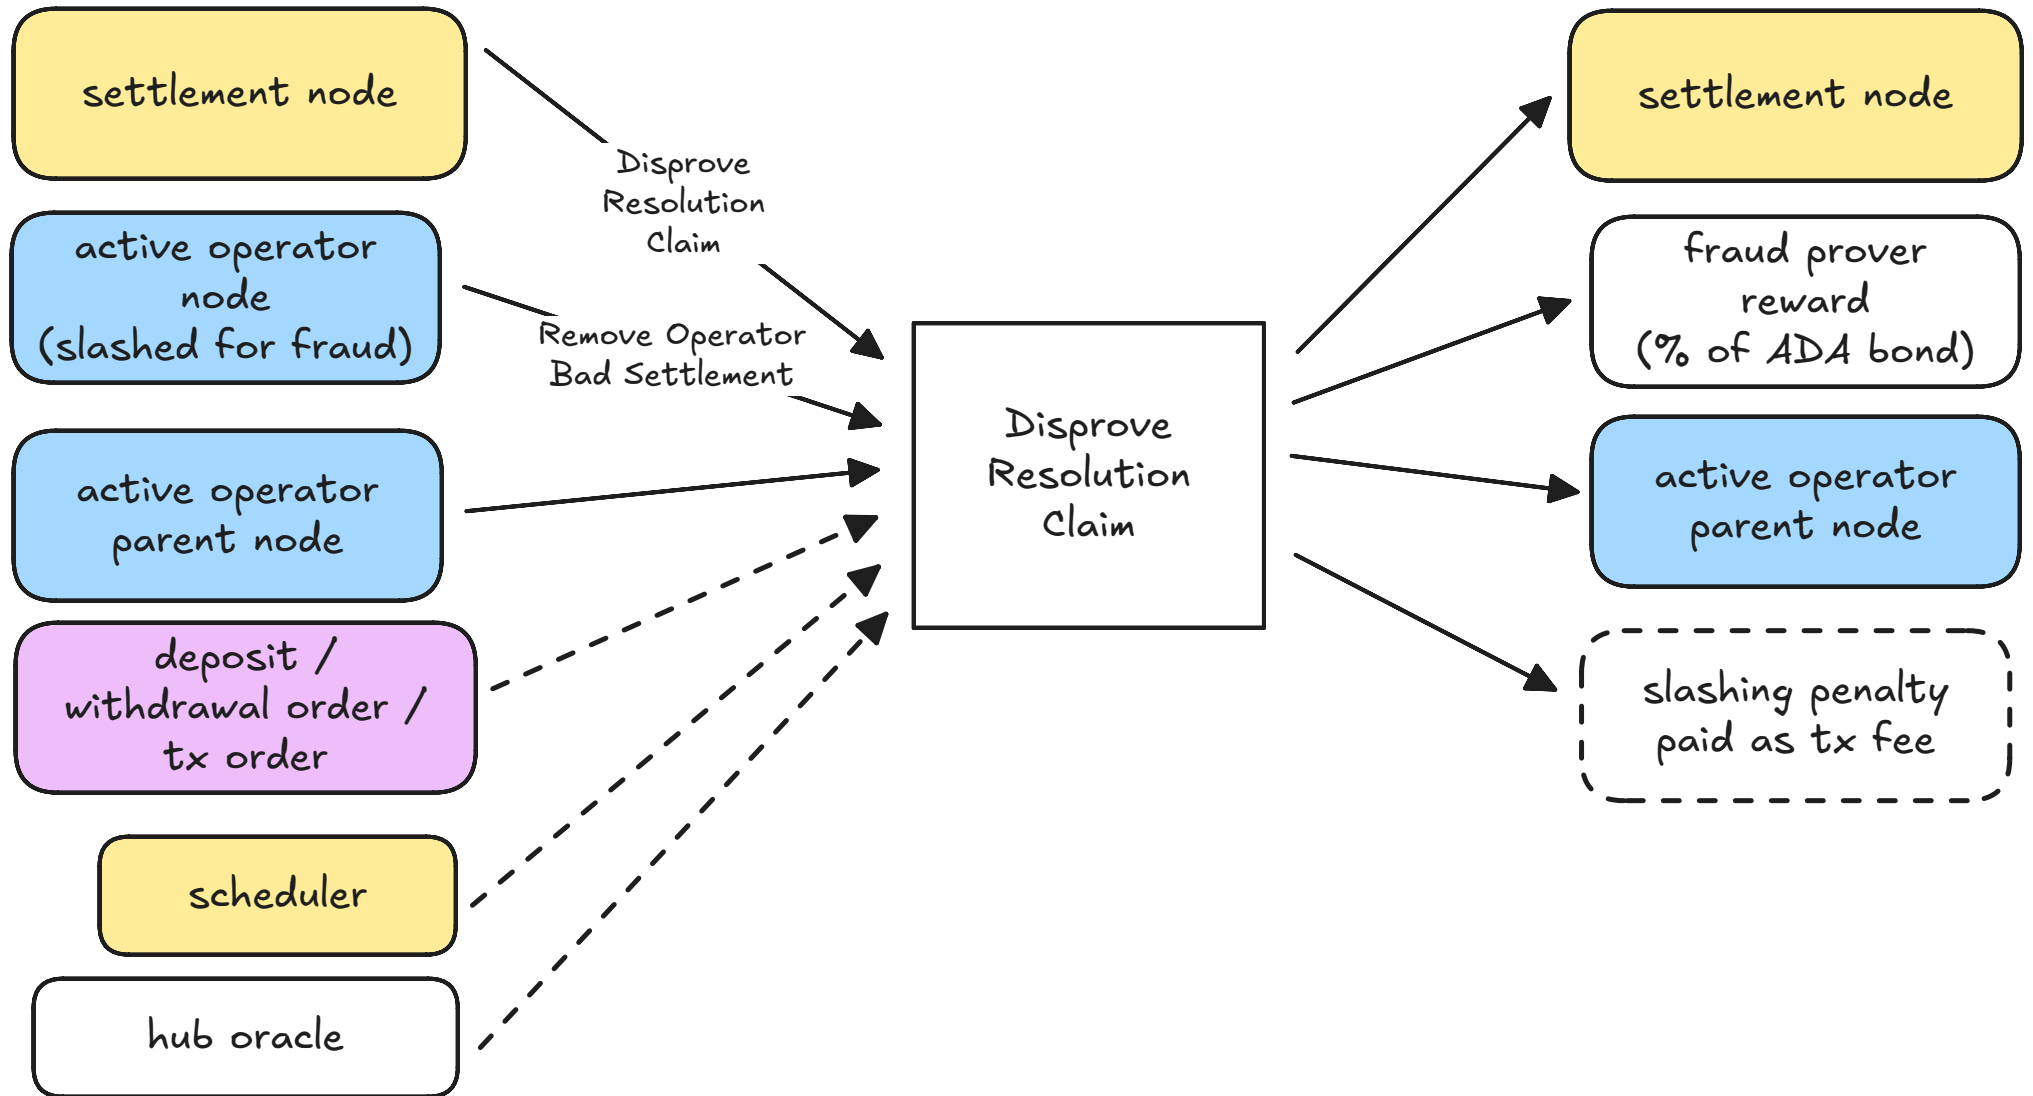 settlement node
active operator
node
(slashed for fraud)
active operator
parent node
deposit /
withdrawal order /
tx order
scheduler
hub oracle
Disprove
Resolution
Claim
Remove Operator
Bad Settlement
Disprove
Resolution
Claim
settlement node
fraud prover
reward
(% of ADA bond)
active operator
parent node
slashing penalty
paid as tx fee